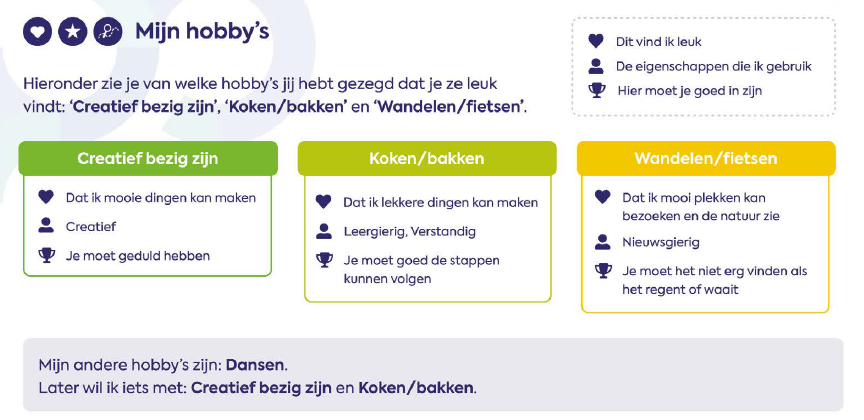 Mijn hobby's
Dit vind ik leuk
De eigenschappen die ik gebruik
Hier moet je goed in zijn
Hieronder zie je van welke hobby's jij hebt gezegd dat je ze leuk
vindt: 'Creatief bezig zijn', 'Koken/bakken' en 'Wandelen/fietsen'.
Creatief bezig zijn
Dat ik mooie dingen kan maken
Creatief
Je moet geduld hebben
Koken/bakken
Dat ik lekkere dingen kan maken
Leergierig, Verstandig
Je moet goed de stappen
kunnen volgen
Wandelen/fietsen
Dat ik mooi plekken kan
bezoeken en de natuur zie
Nieuwsgierig
Je moet het niet erg vinden als
het regent of waait
Mijn andere hobby's zijn: Dansen.
Later wil ik iets met: Creatief bezig zijn en Koken/bakken.